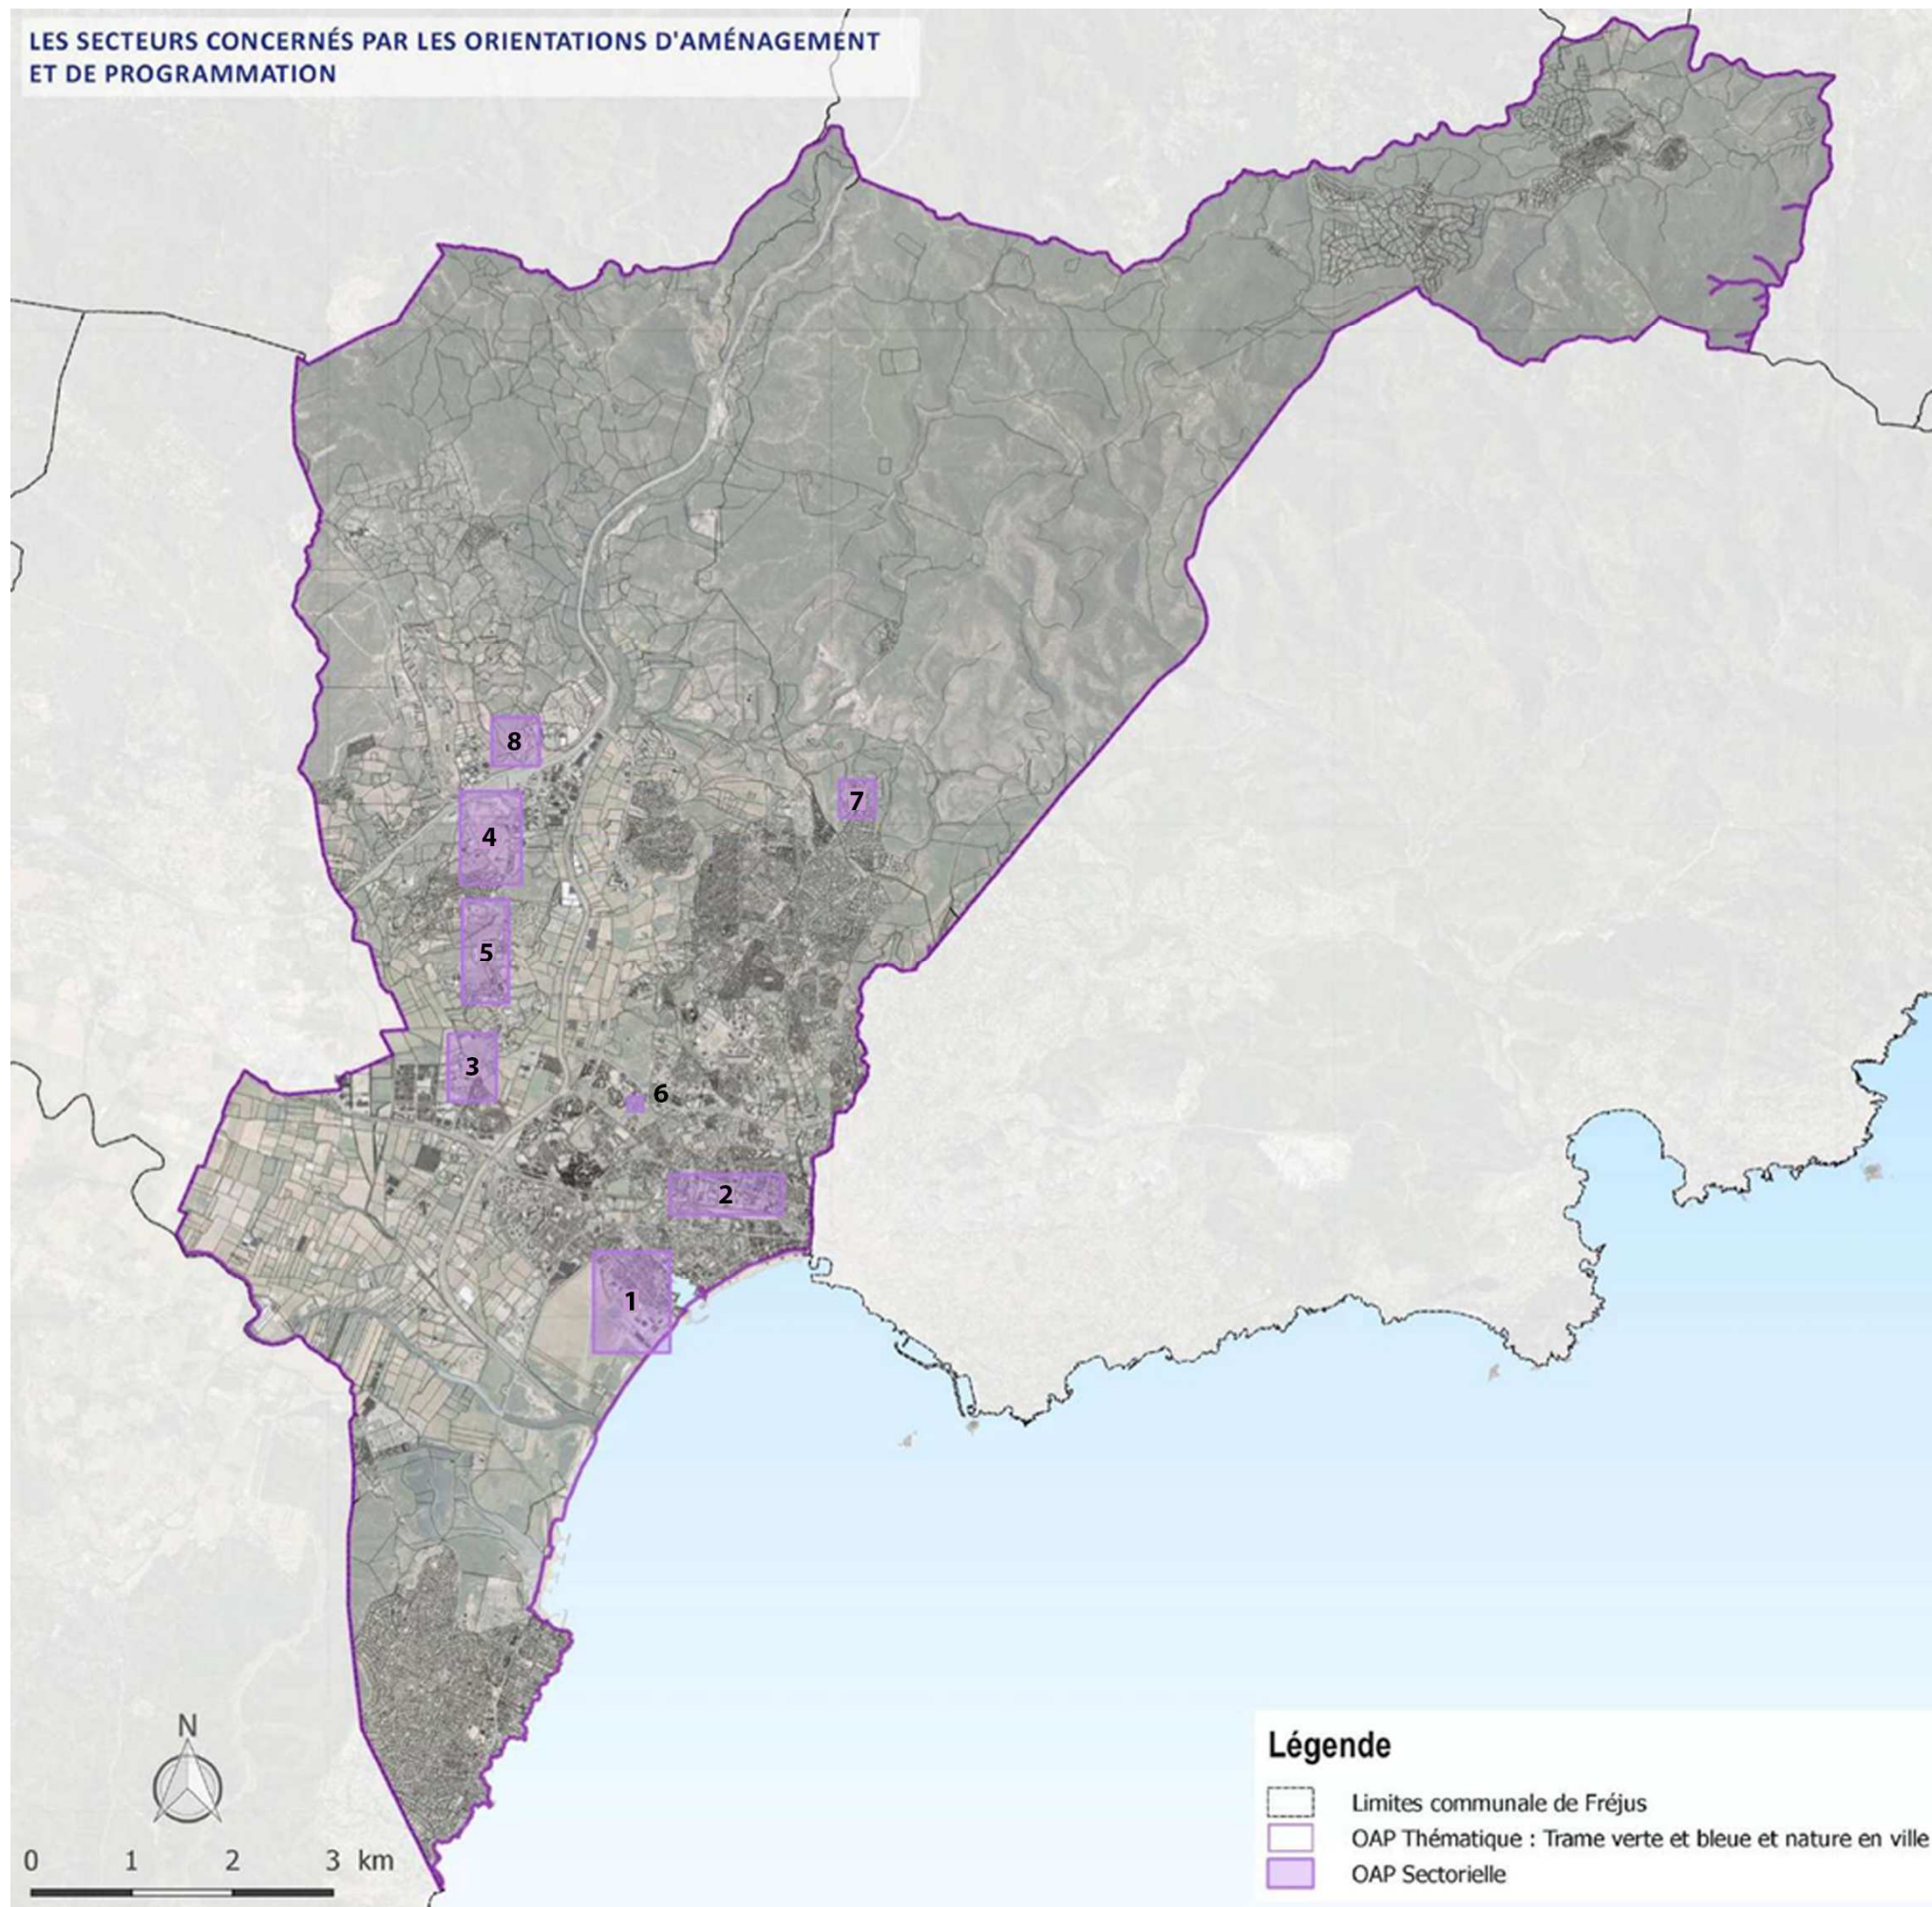 LES SECTEURS CONCERNÉS PAR LES ORIENTATIONS D'AMÉNAGEMENT
ET DE PROGRAMMATION
8
7
4
5
3
6
2
1
N
0 1 2 3 km
Légende
Limites communale de Fréjus
OAP Thématique : Trame verte et bleue et nature en ville
OAP Sectorielle